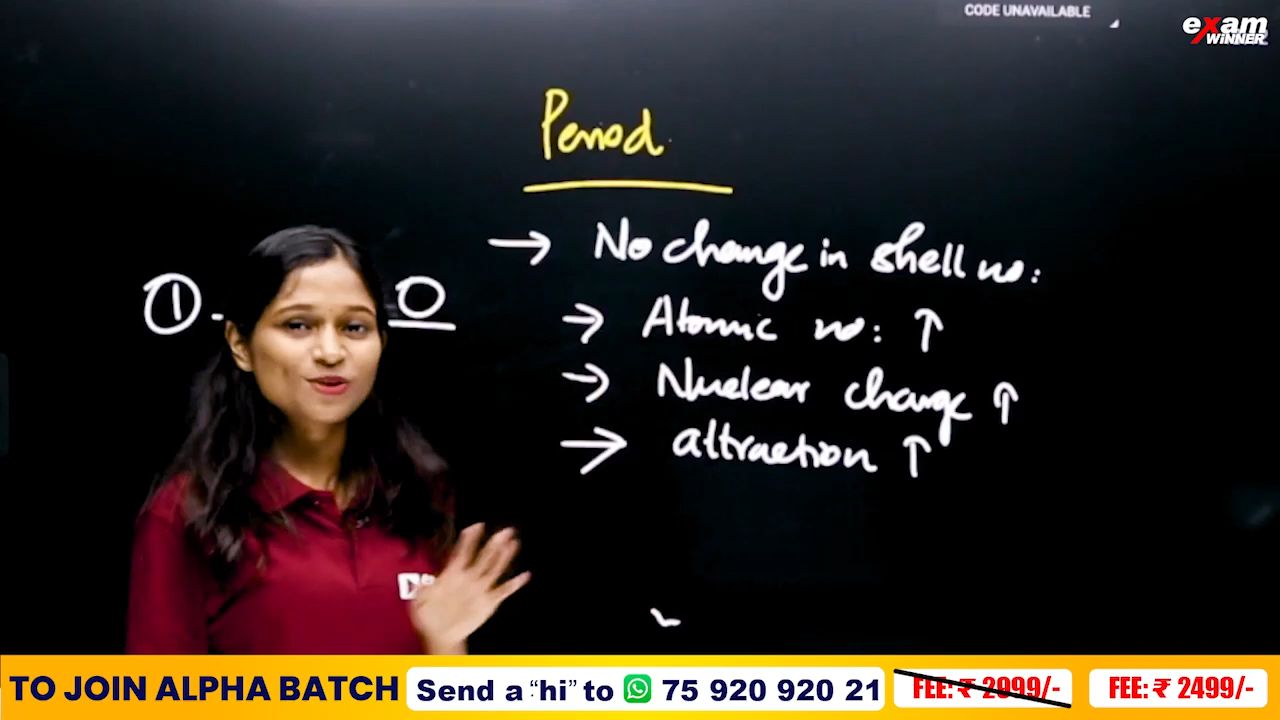 CODE UNAVAILABLE
exam
WINNER
Period
→ No change in shell no:
①.
0
→ Atomic no: ↑
→ Nuclear charge ↑
→ attraction ↑
TO JOIN ALPHA BATCH
Send a “hi” to 75 920 920 21
FEE: ₹ 2999/-
FEE: ₹ 2499/-